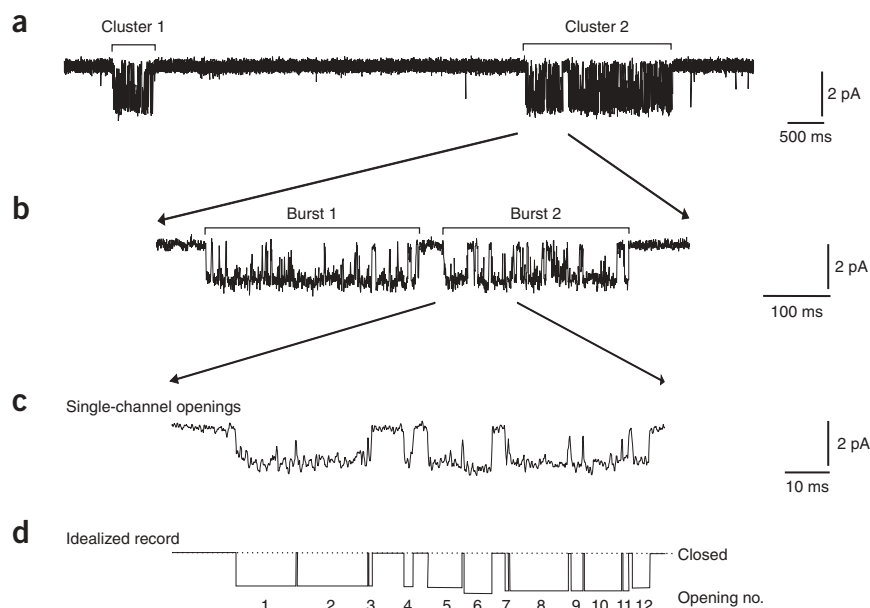 a
Cluster 1
Cluster 2
2 pA
500 ms
b
Burst 1
Burst 2
2 pA
100 ms
c
Single-channel openings
2 pA
10 ms
d
Idealized record
Closed
Opening no.
1 2 3 4 5 6 7 8 9 10 11 12